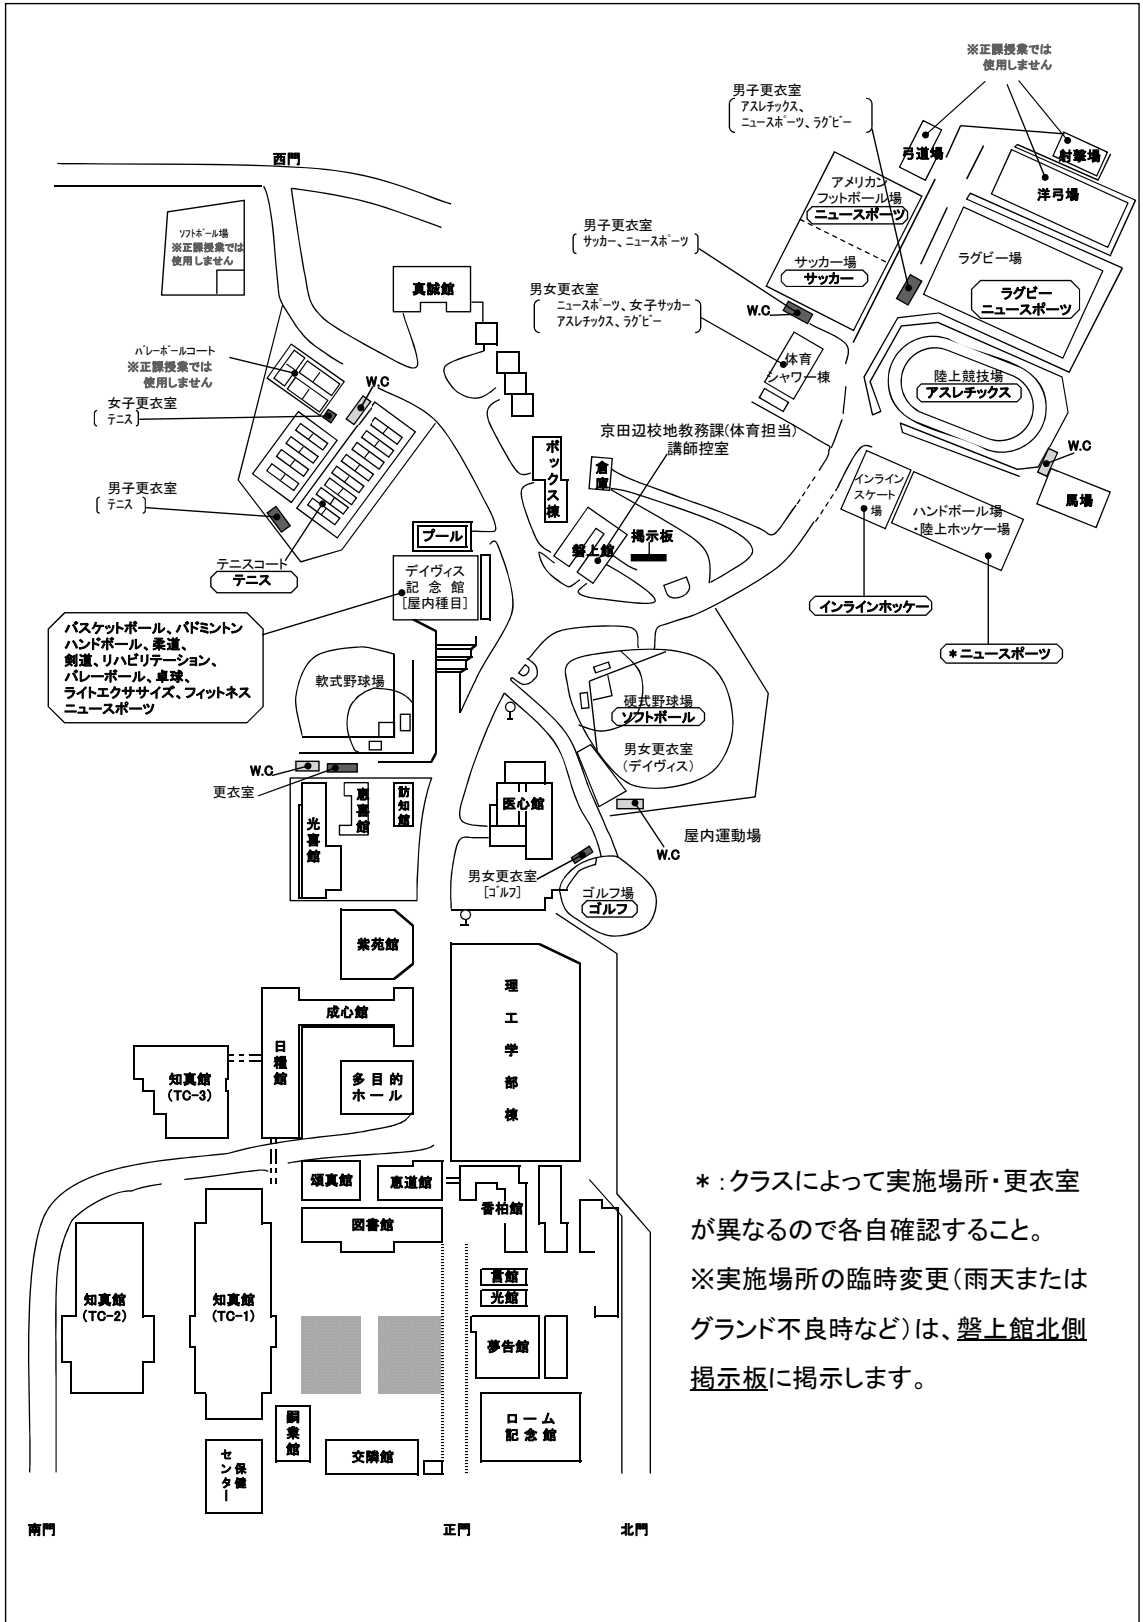 ※正課授業では
使用しません
男子更衣室
アスレチックス、
ニュースポーツ、ラグビー
弓道場
射撃場
洋弓場
西門
アメリカン
フットボール場
ニュースポーツ
ソフトボール場
※正課授業では
使用しません
男子更衣室
サッカー、ニュースポーツ
サッカー場
サッカー
ラグビー場
ラグビー
ニュースポーツ
真誠館
男女更衣室
ニュースポーツ、女子サッカー
アスレチックス、ラグビー
W.C
体育
シャワー棟
バレーボールコート
※正課授業では
使用しません
W.C
陸上競技場
アスレチックス
女子更衣室
テニス
京田辺校地教務課(体育担当)
講師控室
W.C
ボックス棟
倉庫
インライン
スケート
場
馬場
男子更衣室
テニス
ハンドボール場
・陸上ホッケー場
プール
磐上館
掲示板
テニスコート
テニス
デイヴィス
記念館
[屋内種目]
インラインホッケー
バスケットボール、バドミントン
ハンドボール、柔道、
剣道、リハビリテーション、
バレーボール、卓球、
ライトエクササイズ、フィットネス
ニュースポーツ
*ニュースポーツ
軟式野球場
硬式野球場
ソフトボール
男女更衣室
(デイヴィス)
W.C
更衣室
恵喜館
訪知館
光喜館
医心館
屋内運動場
W.C
男女更衣室
[ゴルフ]
ゴルフ場
ゴルフ
紫苑館
理工学部棟
成心館
日糧館
知真館
(TC-3)
多目的
ホール
頌真館
恵道館
香柏館
図書館
*:クラスによって実施場所・更衣室
が異なるので各自確認すること。
※実施場所の臨時変更(雨天または
グランド不良時など)は、磐上館北側
掲示板に掲示します。
知真館
(TC-2)
知真館
(TC-1)
言館
光館
夢告館
嗣業館
ローム
記念館
交隣館
保健
センター
南門
正門
北門